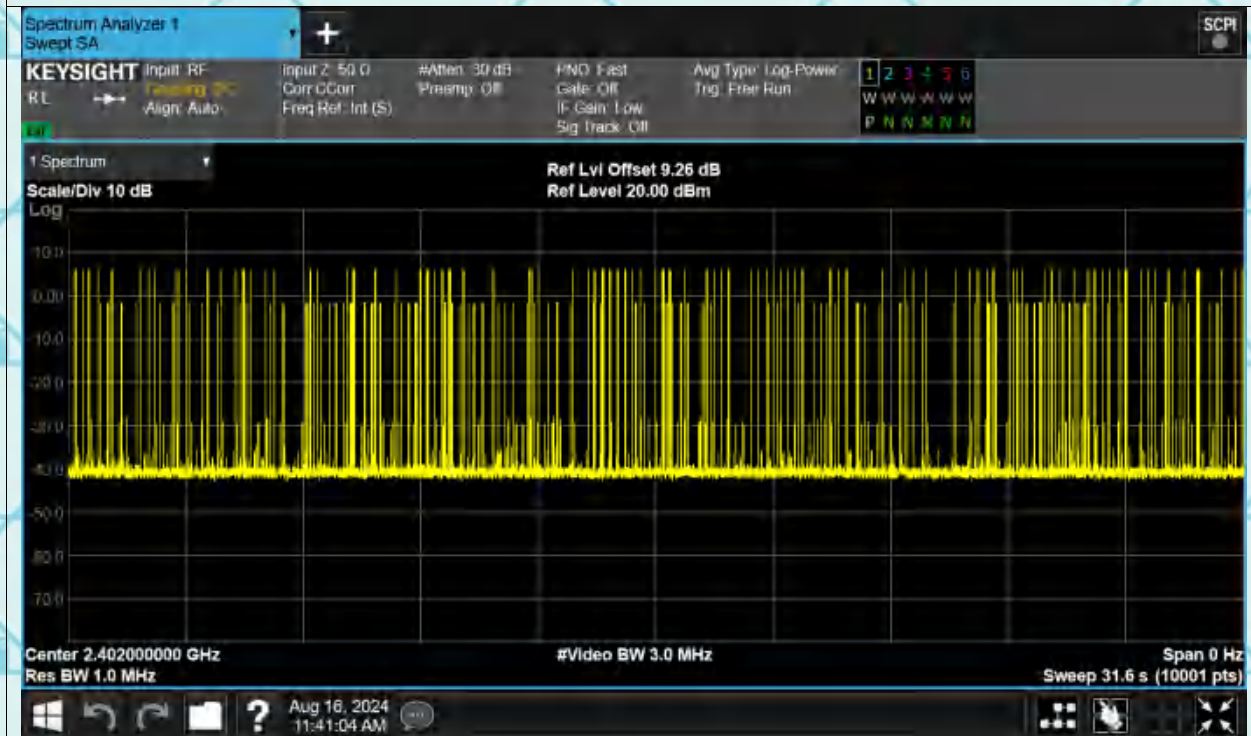 Spectrum Analyzer 1
Swept SA
+
SCPI
KEYSIGHT
RL
Input: RF
Align: Auto
Input Z: 50 Ω
Corr CCorr
Freq Ref: Int (S)
#Atten: 30 dB
Preamp: Off
PNO: Fast
Gate: Off
IF Gain: Low
Sig Track: Off
Avg Type: Log-Power
Trig: Free Run
1 2 3 4 5 6
W W W W W W
P N N N N N
1 Spectrum
Scale/Div 10 dB
Ref Lvl Offset 9.26 dB
Ref Level 20.00 dBm
Log
10.0
0.00
-10.0
-20.0
-30.0
-40.0
-50.0
-60.0
-70.0
Center 2.402000000 GHz
Res BW 1.0 MHz
#Video BW 3.0 MHz
Span 0 Hz
Sweep 31.6 s (10001 pts)
?
Aug 16, 2024
11:41:04 AM